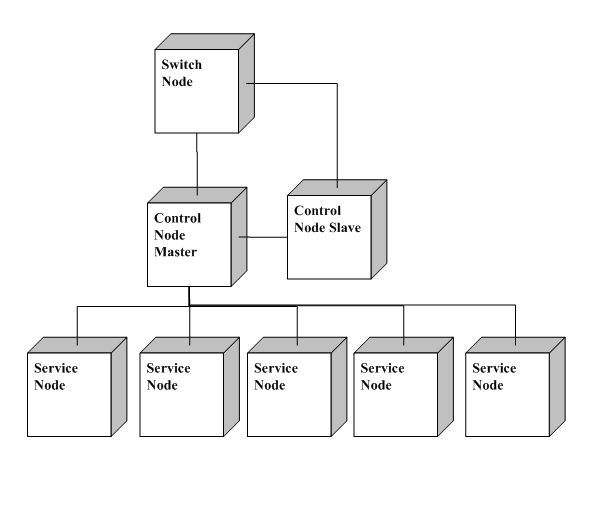 Switch
Node
Control
Node
Master
Control
Node Slave
Service
Node
Service
Node
Service
Node
Service
Node
Service
Node